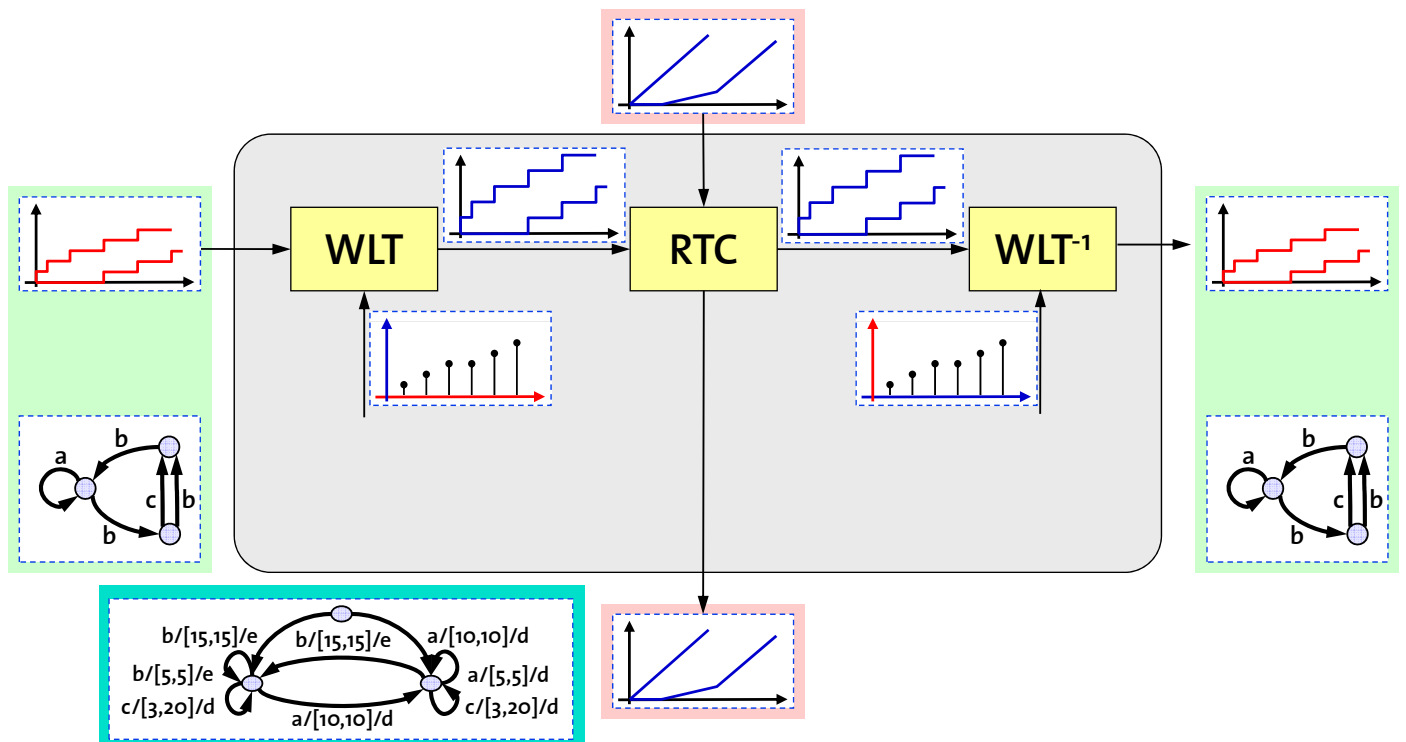 WLT
RTC
WLT-1
a
b
c
b
b
a
b
c
b
b
b/[15,15]/e
b/[15,15]/e
a/[10,10]/d
b/[5,5]/e
a/[5,5]/d
c/[3,20]/d
c/[3,20]/d
a/[10,10]/d